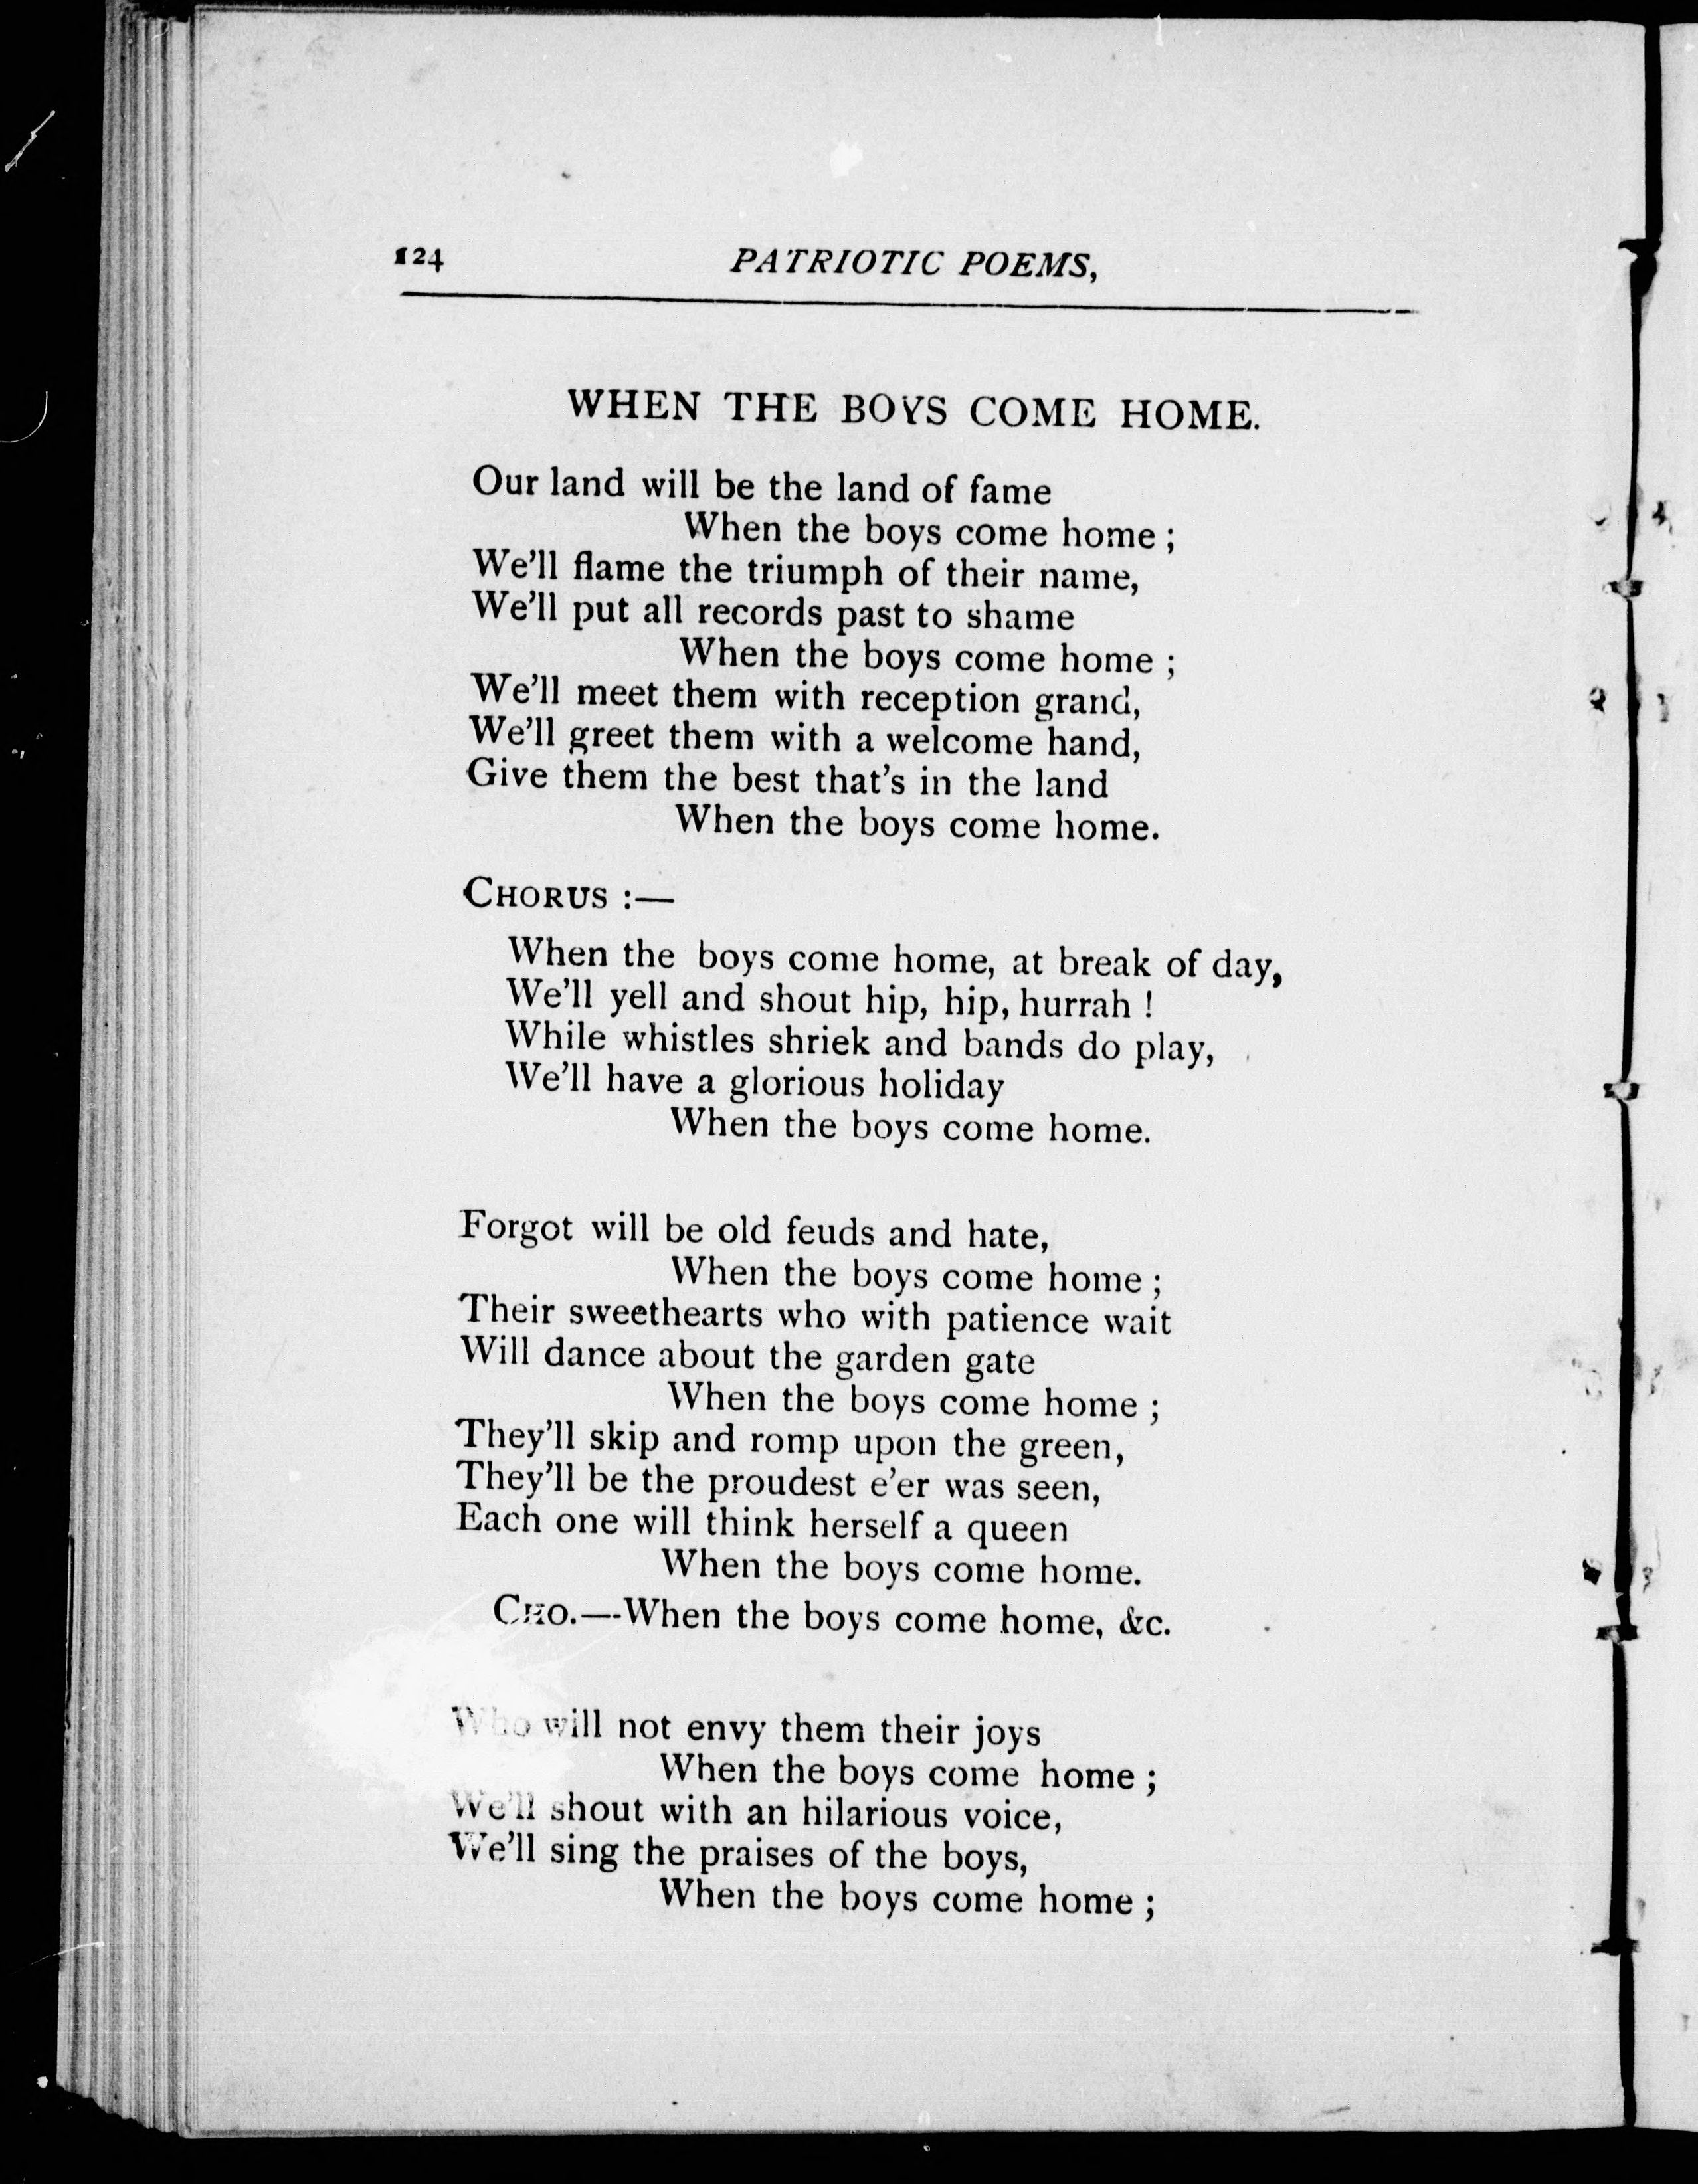 124
PATRIOTIC POEMS,
WHEN THE BOYS COME HOME.
Our land will be the land of fame
When the boys come home ;
We'll flame the triumph of their name,
We'll put all records past to shame
When the boys come home ;
We'll meet them with reception grand,
We'll greet them with a welcome hand,
Give them the best that's in the land
When the boys come home.
CHORUS :—
When the boys come home, at break of day,
We'll yell and shout hip, hip, hurrah !
While whistles shriek and bands do play,
We'll have a glorious holiday
When the boys come home.
Forgot will be old feuds and hate,
When the boys come home ;
Their sweethearts who with patience wait
Will dance about the garden gate
When the boys come home ;
They'll skip and romp upon the green,
They'll be the proudest e'er was seen,
Each one will think herself a queen
When the boys come home.
CHO.—-When the boys come home, &c.
Who will not envy them their joys
When the boys come home ;
We'll shout with an hilarious voice,
We'll sing the praises of the boys,
When the boys come home ;